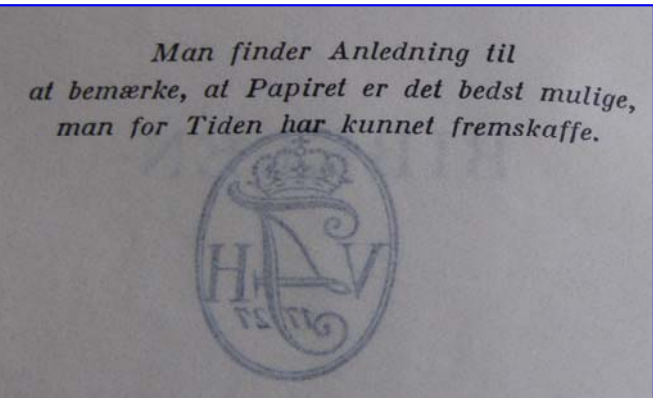 Man finder Anledning til
at bemærke, at Papiret er det bedst mulige,
man for Tiden har kunnet fremskaffe.